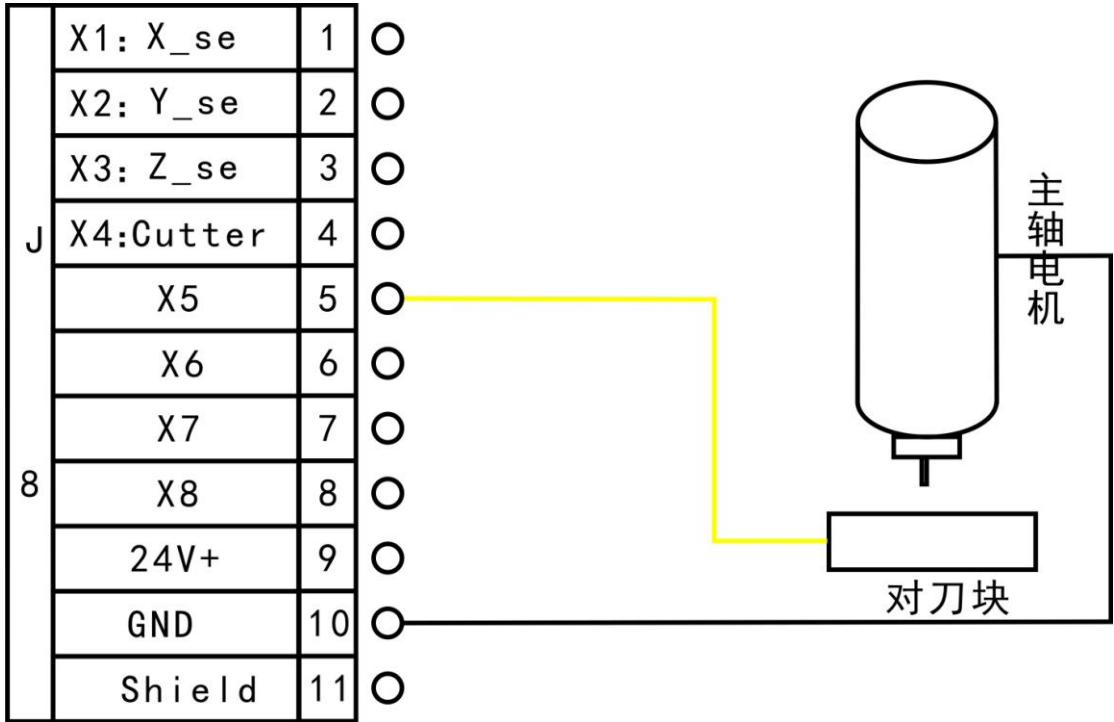 J8
X1: X_se 1
X2: Y_se 2
X3: Z_se 3
X4:Cutter 4
X5 5
X6 6
X7 7
X8 8
24V+ 9
GND 10
Shield 11
主轴电机
对刀块